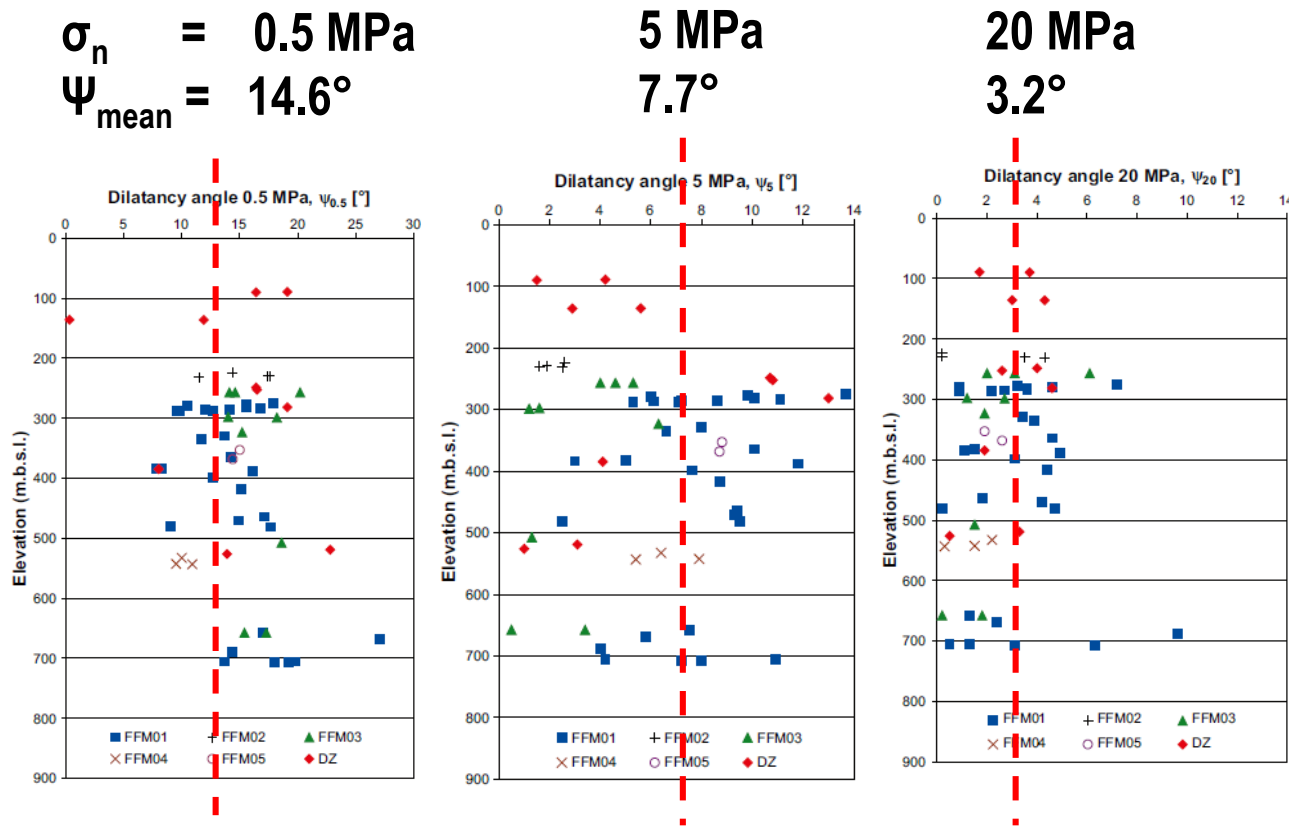 σn = 0.5 MPa 5 MPa 20 MPa
Ψmean = 14.6° 7.7° 3.2°
Dilatancy angle 0.5 MPa, ψ0.5 [°]
0 5 10 15 20 25 30
0
100
200
300
400
500
600
700
800
900
Elevation (m.b.s.l.)
FFM01 FFM02 FFM03
FFM04 FFM05 DZ
Dilatancy angle 5 MPa, ψ5 [°]
0 2 4 6 8 10 12 14
0
100
200
300
400
500
600
700
800
900
Elevation (m.b.s.l.)
FFM01 FFM02 FFM03
FFM04 FFM05 DZ
Dilatancy angle 20 MPa, ψ20 [°]
0 2 4 6 8 10 12 14
0
100
200
300
400
500
600
700
800
900
Elevation (m.b.s.l.)
FFM01 FFM02 FFM03
FFM04 FFM05 DZ